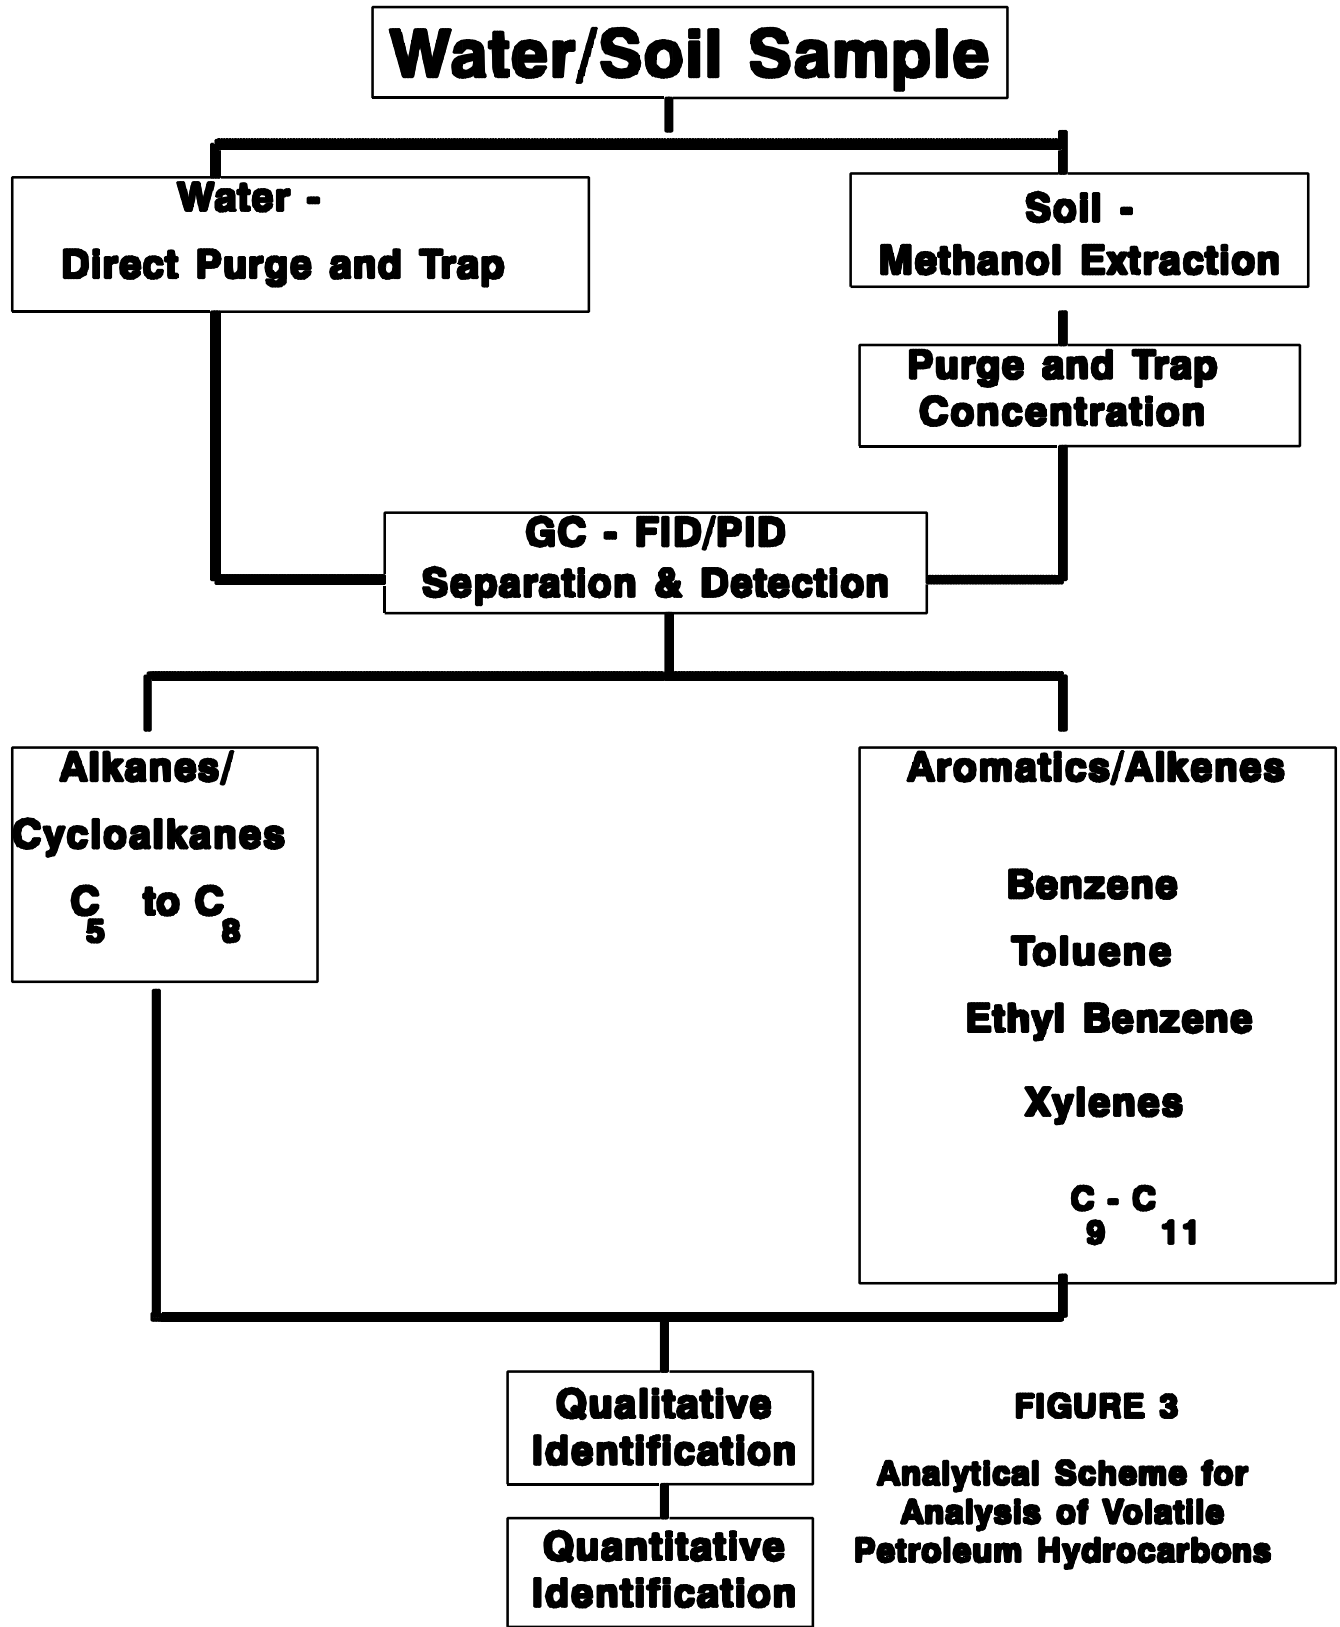 Water/Soil Sample
Water -
Direct Purge and Trap
Soil -
Methanol Extraction
Purge and Trap
Concentration
GC - FID/PID
Separation & Detection
Alkanes/
Cycloalkanes
C5 to C8
Aromatics/Alkenes
Benzene
Toluene
Ethyl Benzene
Xylenes
C9 - C11
Qualitative
Identification
Quantitative
Identification
FIGURE 3
Analytical Scheme for
Analysis of Volatile
Petroleum Hydrocarbons